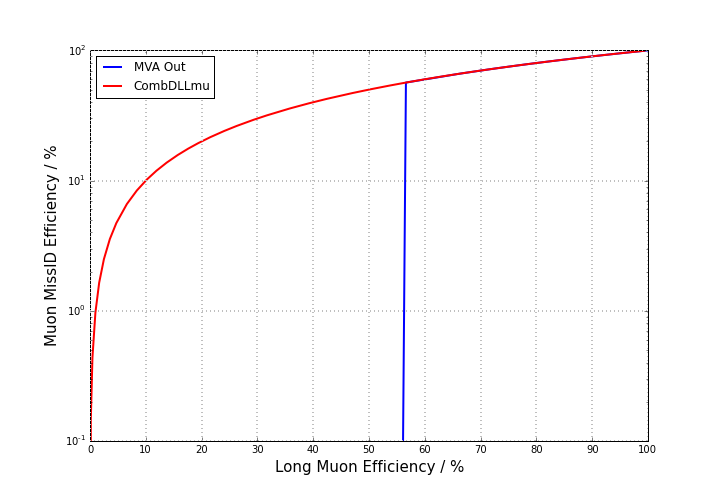 MVA Out
CombDLLmu
Muon MissID Efficiency / %
10²
10¹
10⁰
10⁻¹
0 10 20 30 40 50 60 70 80 90 100
Long Muon Efficiency / %